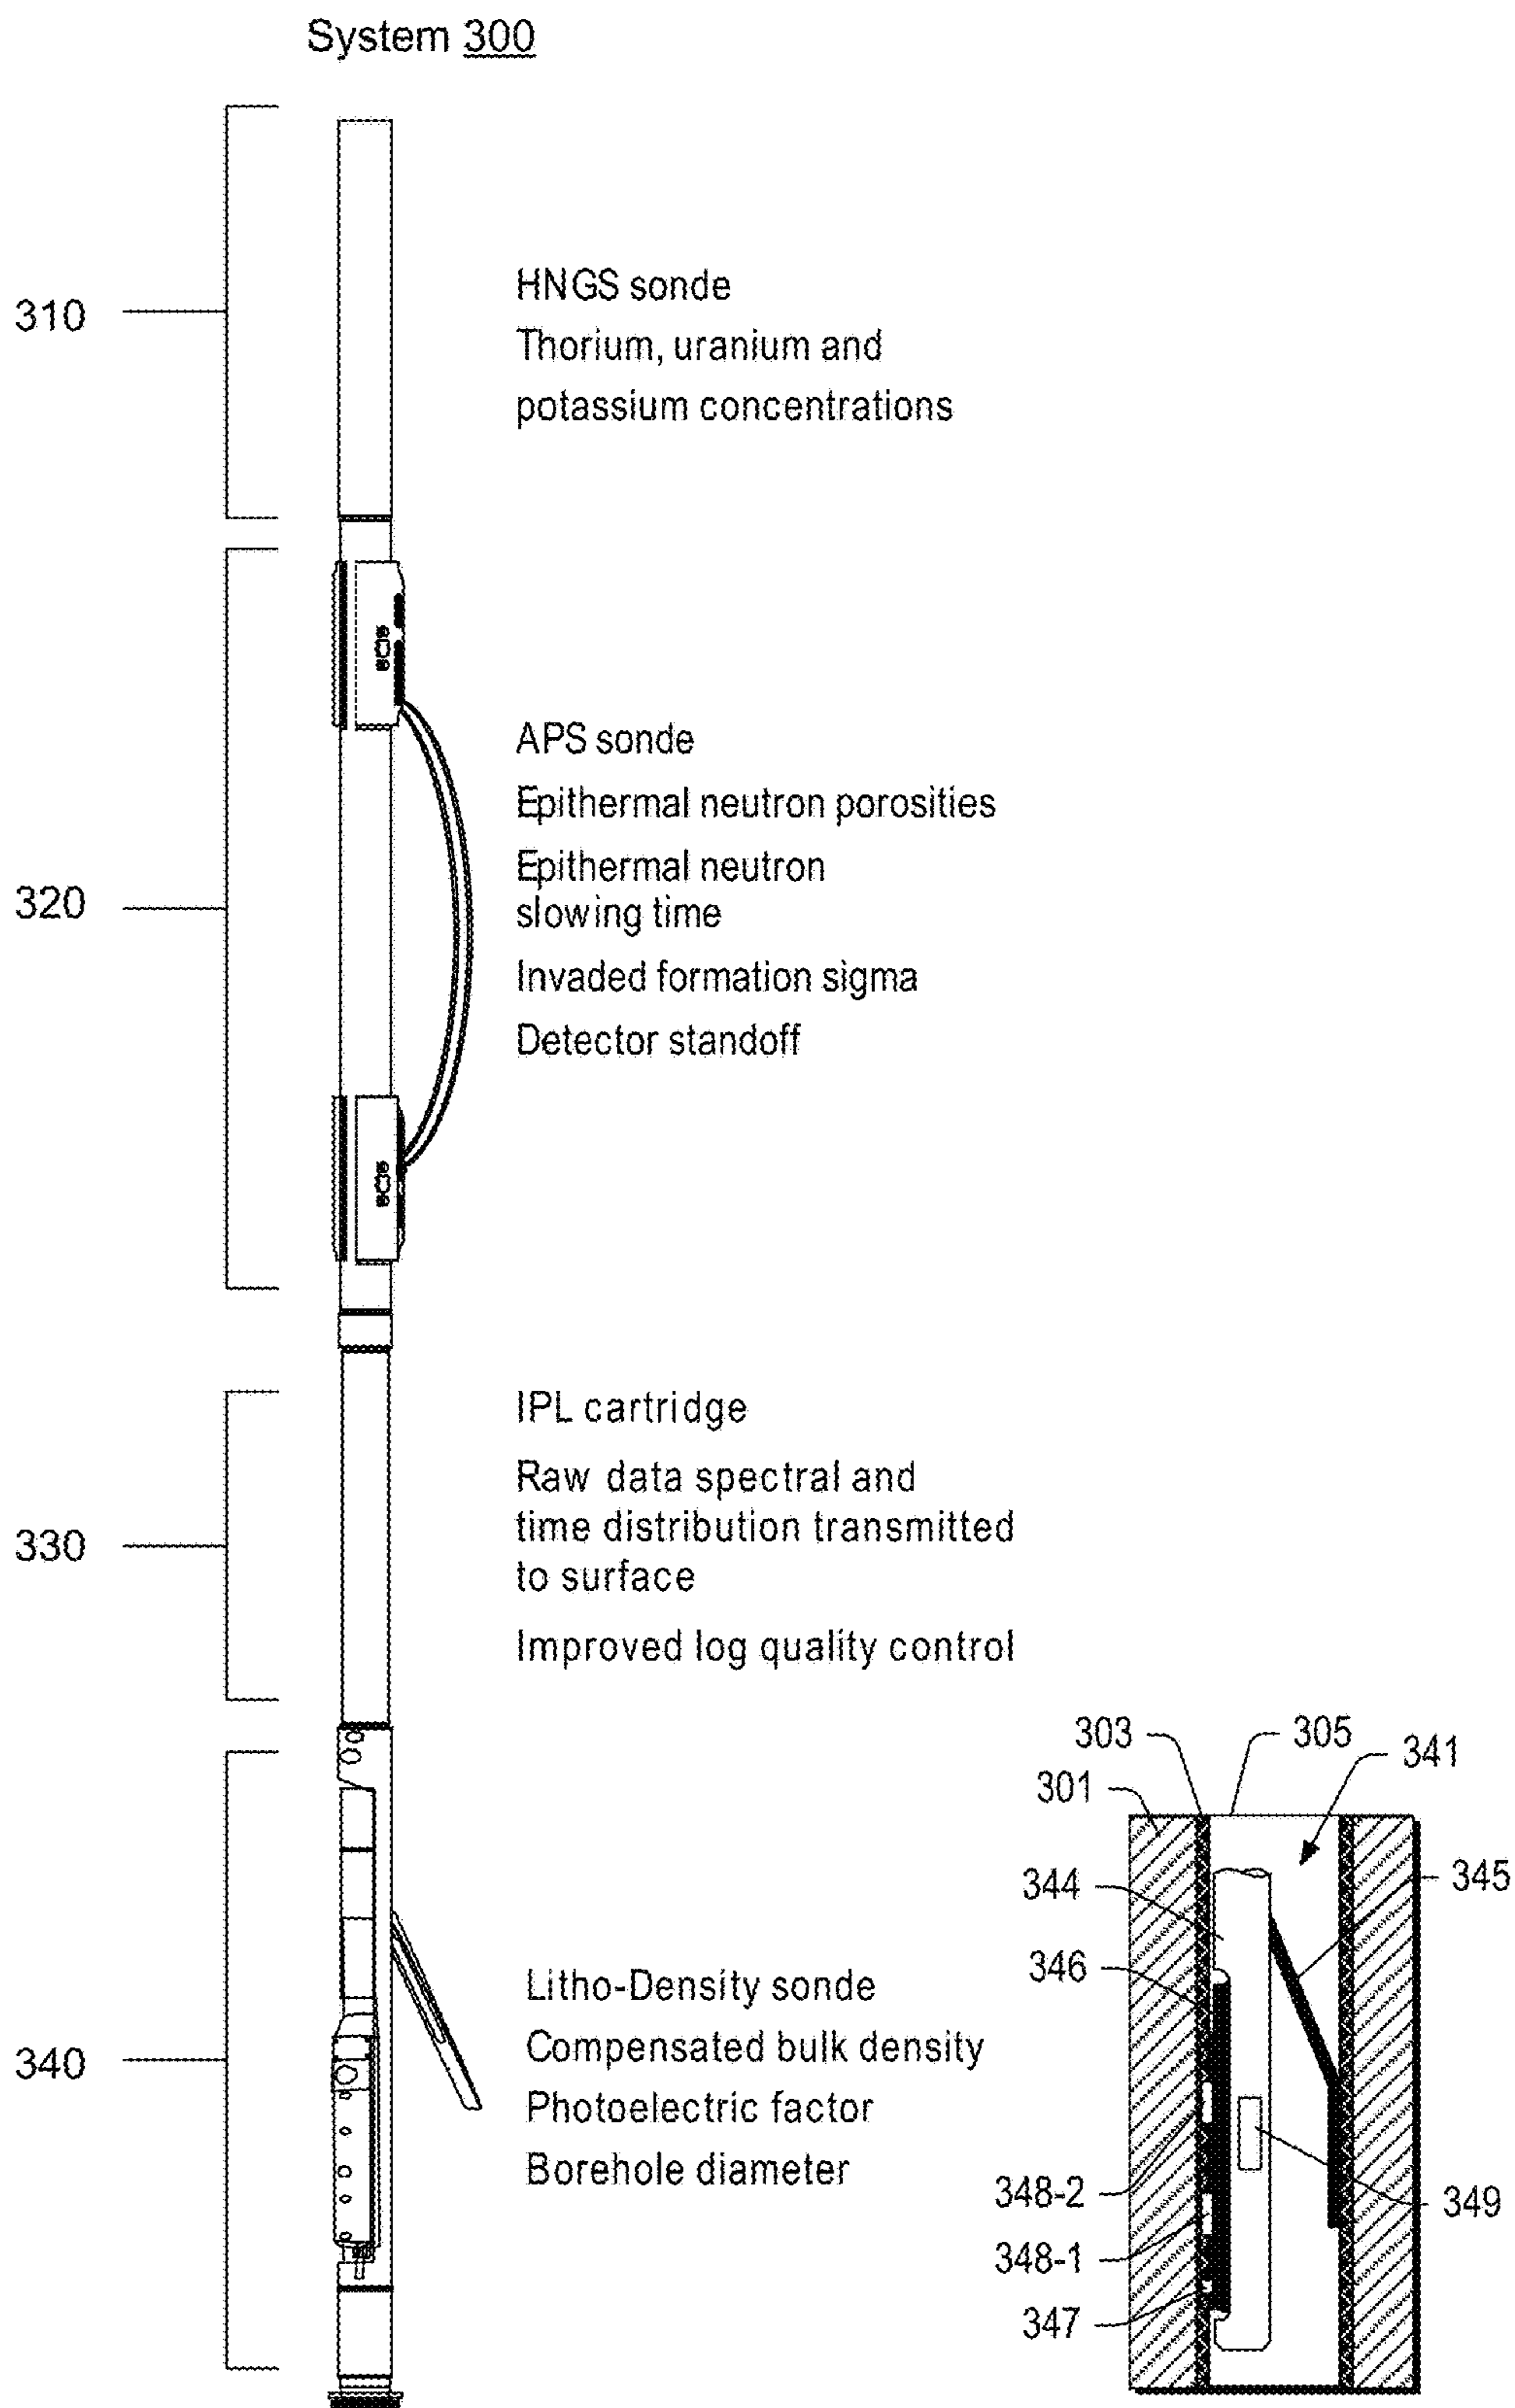 System 300
310
HNGS sonde
Thorium, uranium and
potassium concentrations
320
APS sonde
Epithermal neutron porosities
Epithermal neutron
slowing time
Invaded formation sigma
Detector standoff
330
IPL cartridge
Raw data spectral and
time distribution transmitted
to surface
Improved log quality control
340
Litho-Density sonde
Compensated bulk density
Photoelectric factor
Borehole diameter
303
305
341
301
344
345
346
348-2
349
348-1
347